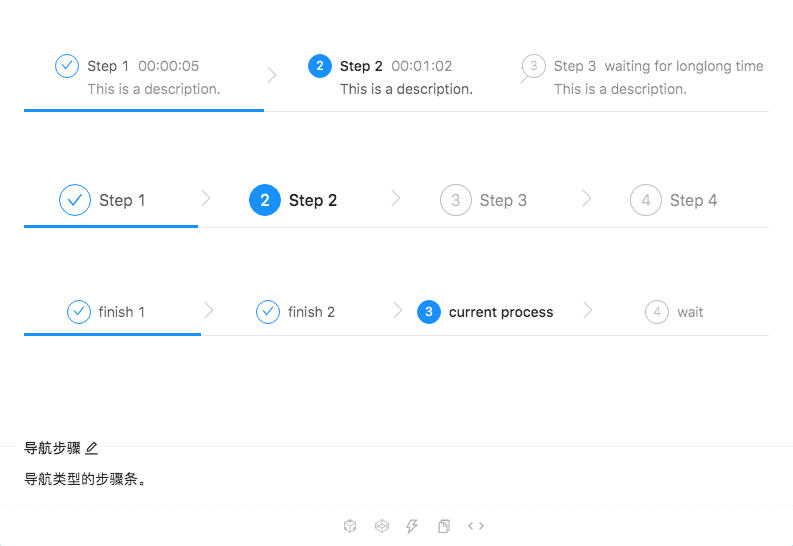 Step 1 00:00:05
This is a description.
2 Step 2 00:01:02
This is a description.
3 Step 3 waiting for longlong time
This is a description.
Step 1
2 Step 2
3 Step 3
4 Step 4
finish 1
finish 2
3 current process
4 wait
导航步骤
导航类型的步骤条。